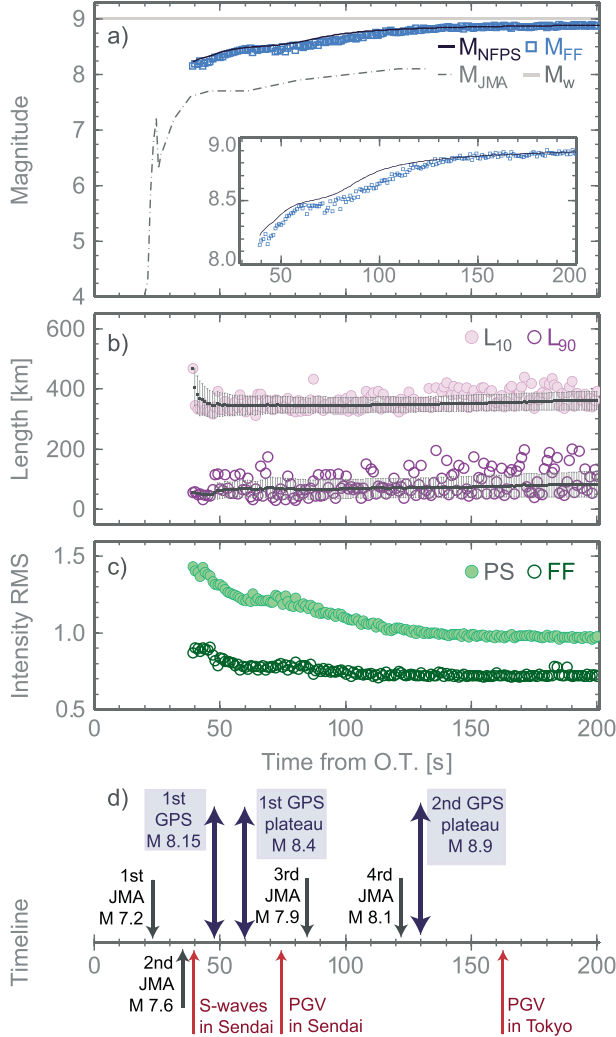 a)
M_NFPS
M_FF
M_JMA
M_w
Magnitude
9
8
7
6
5
4
9.0
8.5
8.0
50
100
150
200
b)
L_10
L_90
Length [km]
600
400
200
0
c)
PS
FF
Intensity RMS
1.5
1.0
0.5
0
50
100
150
200
Time from O.T. [s]
d)
1st
GPS
M 8.15
1st GPS
plateau
M 8.4
2nd GPS
plateau
M 8.9
1st
JMA
M 7.2
3rd
JMA
M 7.9
4rd
JMA
M 8.1
Timeline
0
50
100
150
200
2nd
JMA
M 7.6
S-waves
in Sendai
PGV
in Sendai
PGV
in Tokyo